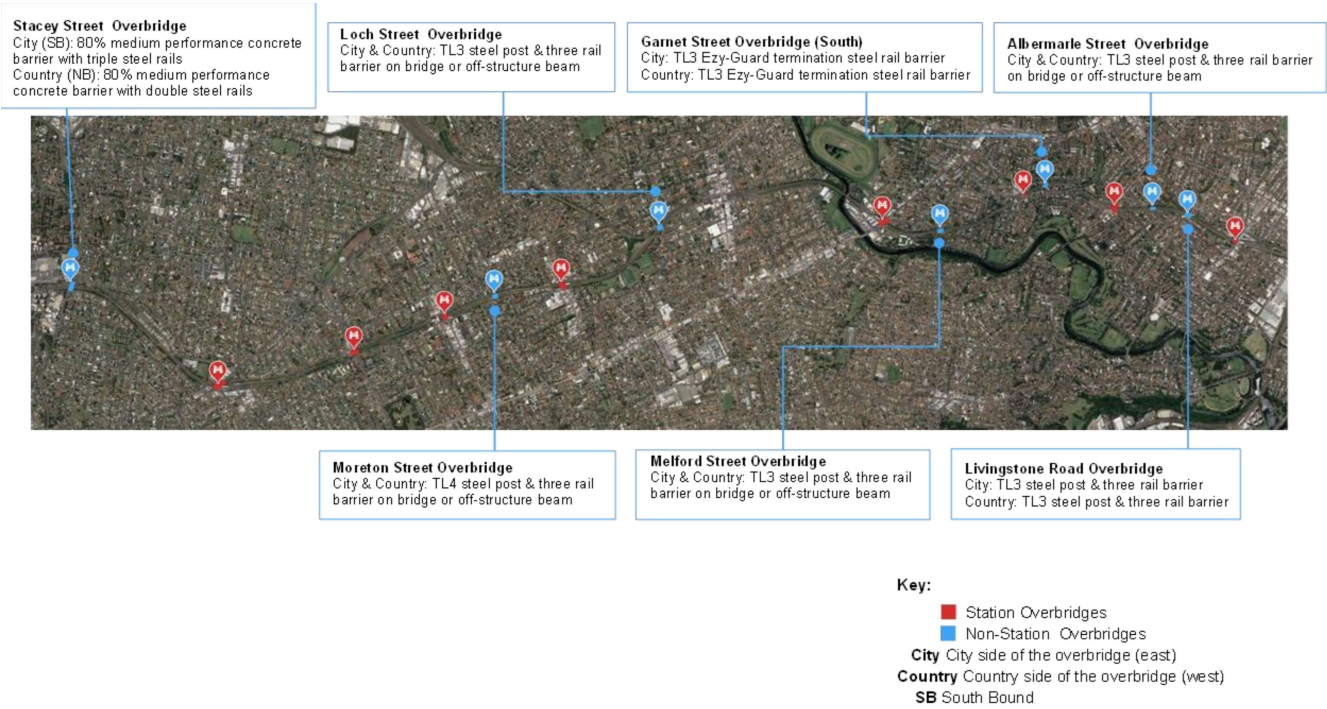 Stacey Street Overbridge
City (SB): 80% medium performance concrete
barrier with triple steel rails
Country (NB): 80% medium performance
concrete barrier with double steel rails
Loch Street Overbridge
City & Country: TL3 steel post & three rail
barrier on bridge or off-structure beam
Garnet Street Overbridge (South)
City: TL3 Ezy-Guard termination steel rail barrier
Country: TL3 Ezy-Guard termination steel rail barrier
Albermarle Street Overbridge
City & Country: TL3 steel post & three rail barrier
on bridge or off-structure beam
Moreton Street Overbridge
City & Country: TL4 steel post & three rail
barrier on bridge or off-structure beam
Melford Street Overbridge
City & Country: TL3 steel post & three rail
barrier on bridge or off-structure beam
Livingstone Road Overbridge
City: TL3 steel post & three rail barrier
Country: TL3 steel post & three rail barrier
Key:
Station Overbridges
Non-Station Overbridges
City City side of the overbridge (east)
Country Country side of the overbridge (west)
SB South Bound